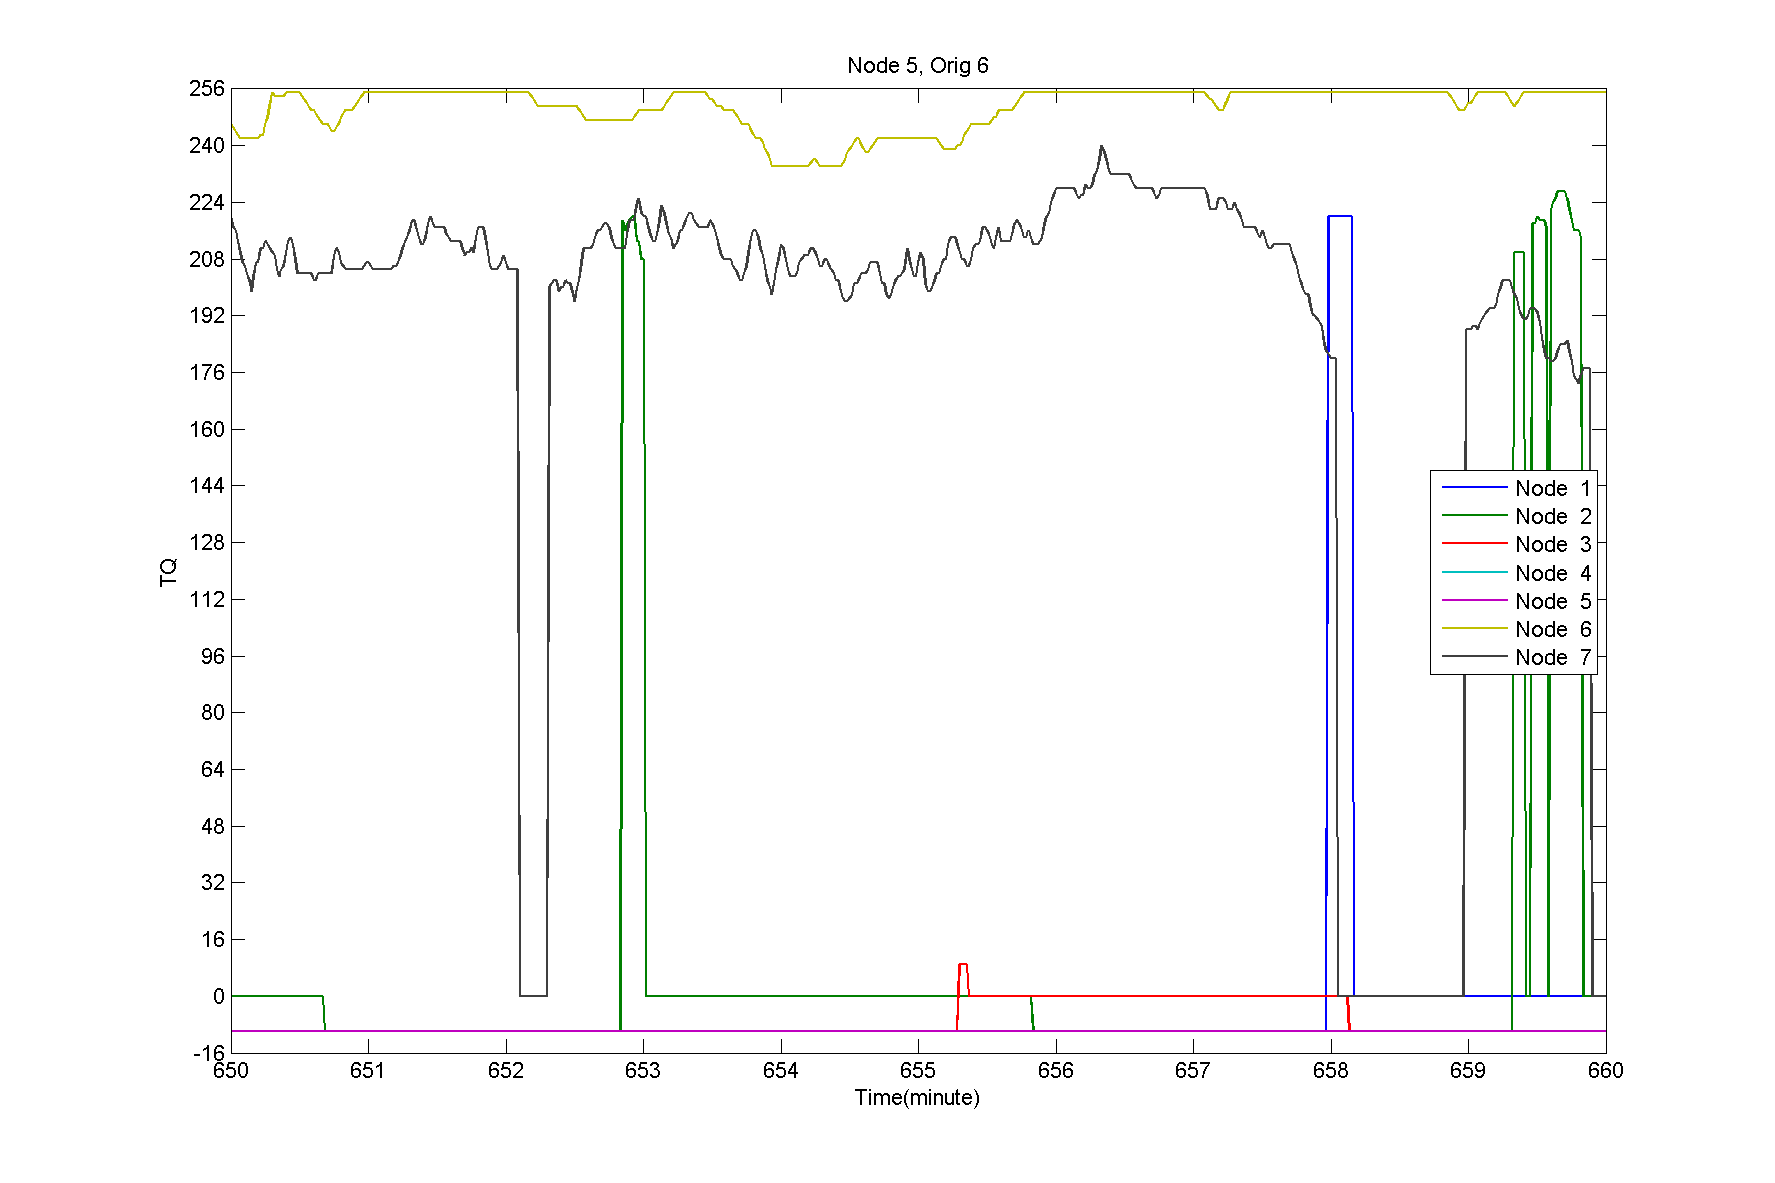 Node 5, Orig 6
256
240
224
208
192
176
160
144
128
112
96
80
64
48
32
16
0
-16
TQ
Node 1
Node 2
Node 3
Node 4
Node 5
Node 6
Node 7
650 651 652 653 654 655 656 657 658 659 660
Time(minute)